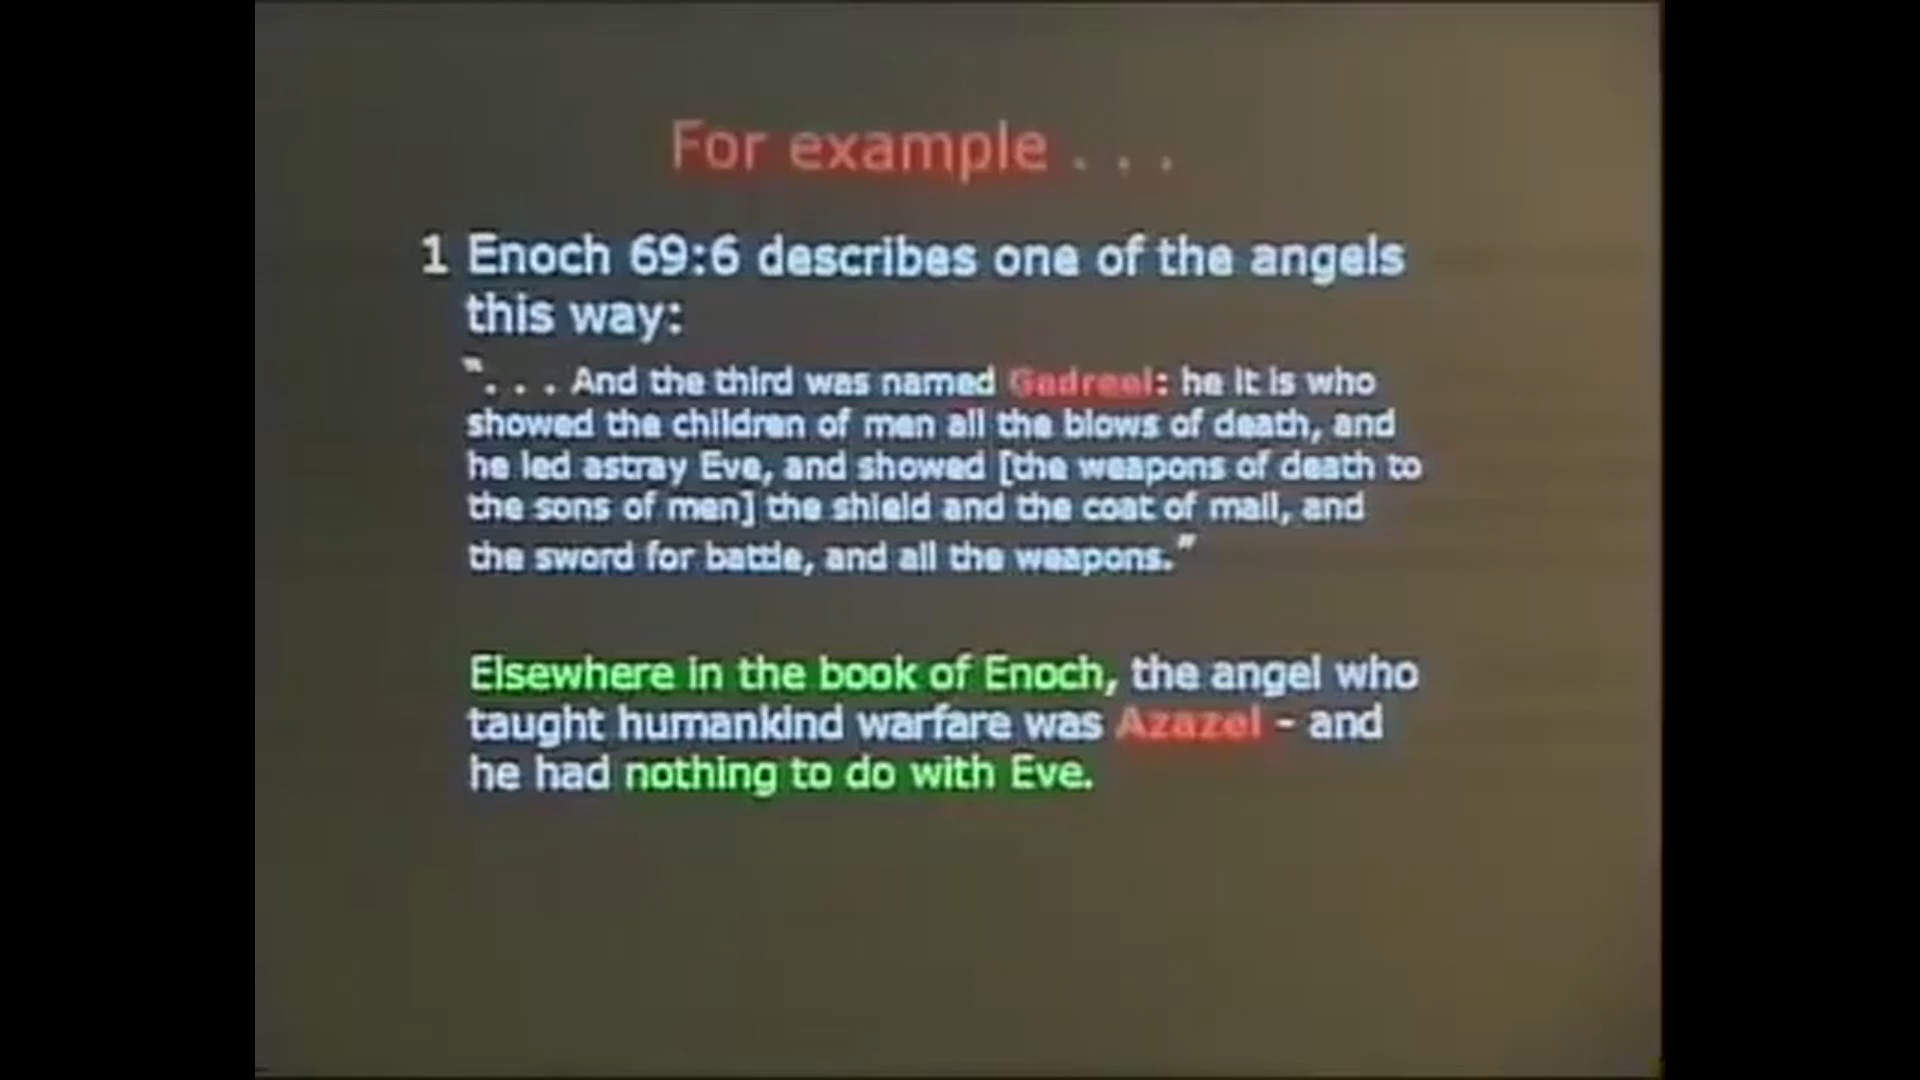 For example . . .
1 Enoch 69:6 describes one of the angels
this way:
". . . And the third was named Gadreel: he it is who
showed the children of men all the blows of death, and
he led astray Eve, and showed [the weapons of death to
the sons of men] the shield and the coat of mail, and
the sword for battle, and all the weapons."
Elsewhere in the book of Enoch, the angel who
taught humankind warfare was Azazel - and
he had nothing to do with Eve.